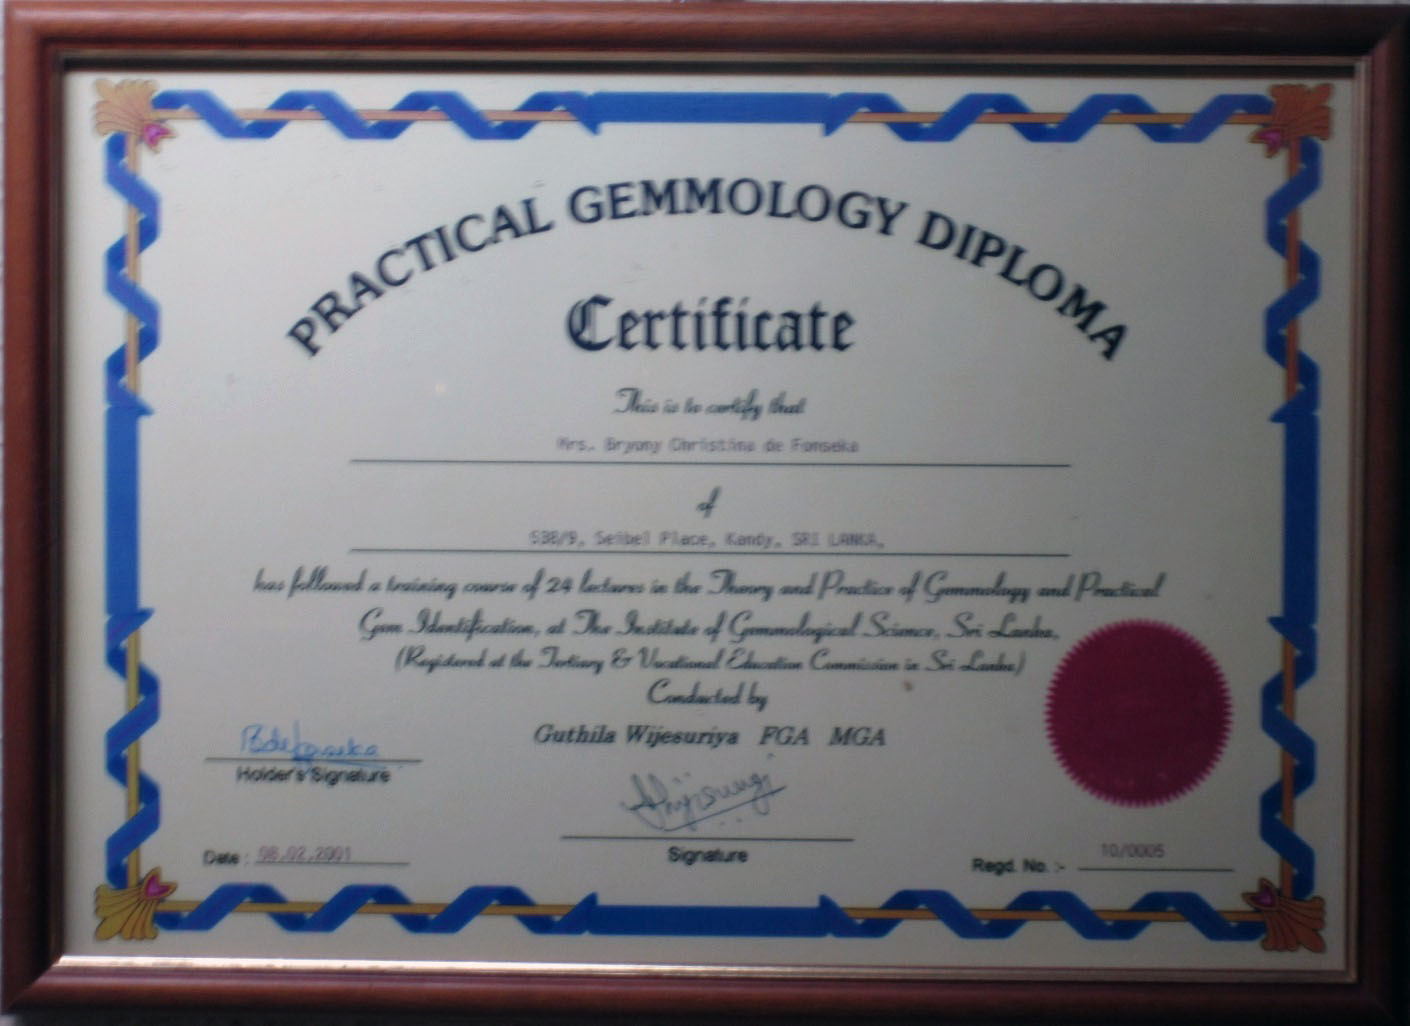 PRACTICAL GEMMOLOGY DIPLOMA
Certificate
This is to certify that
Mrs. Bryony Christina de Fonseka
of
538/9, Seibel Place, Kandy, SRI LANKA.
has followed a training course of 24 lectures in the Theory and Practice of Gemmology and Practical
Gem Identification, at The Institute of Gemmological Science, Sri Lanka,
(Registered at the Tertiary & Vocational Education Commission in Sri Lanka)
Conducted by
Guthila Wijesuriya FGA MGA
Holder's Signature
Signature
Date : 2001
Regd. No. :- 10/0005